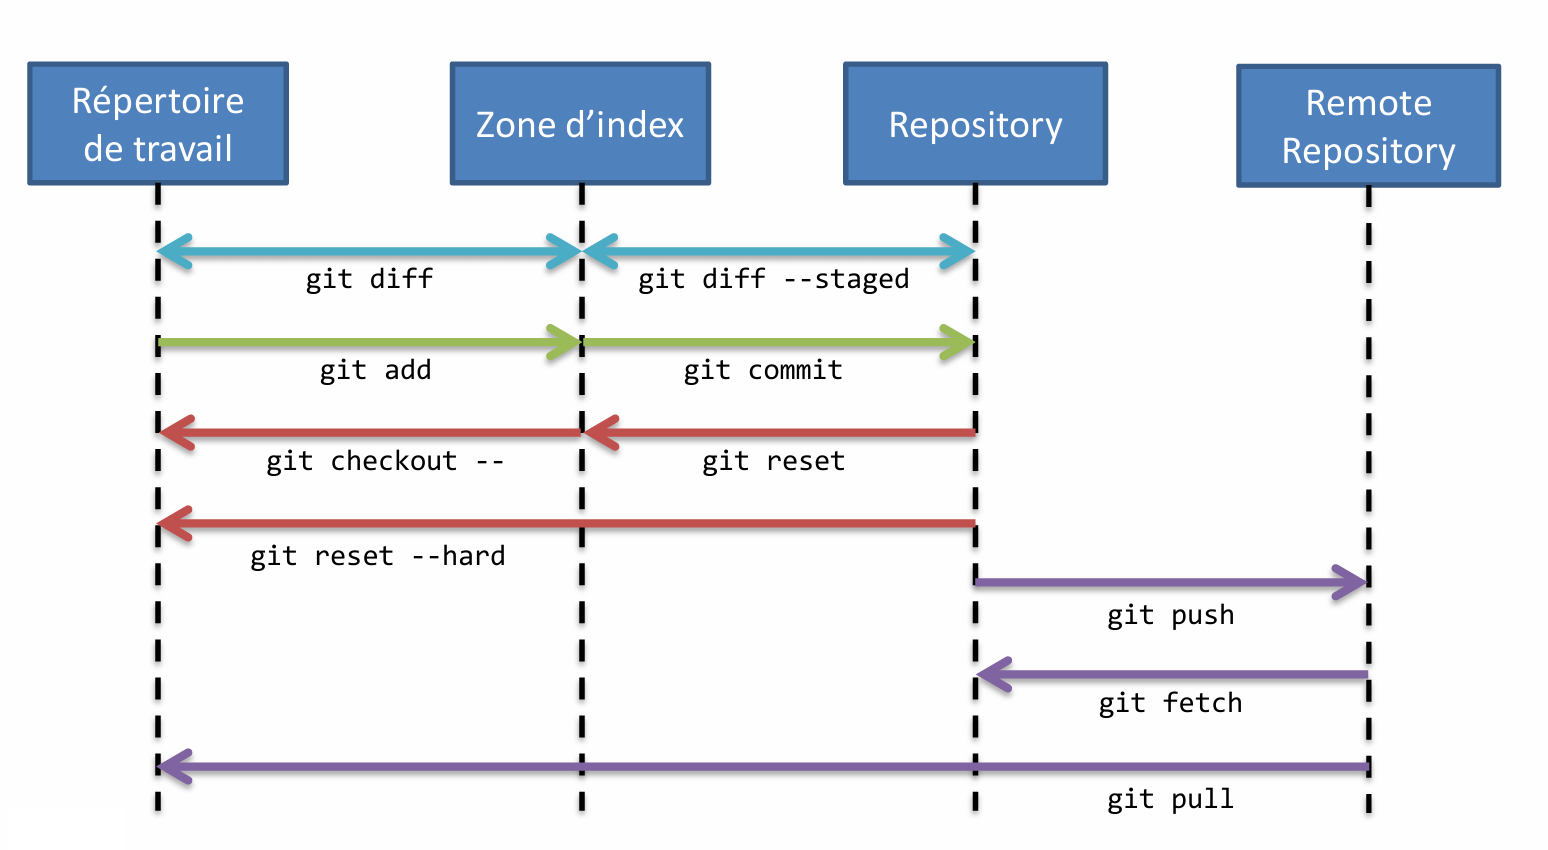 Répertoire
de travail
Zone d’index
Repository
Remote
Repository
git diff
git diff --staged
git add
git commit
git checkout --
git reset
git reset --hard
git push
git fetch
git pull